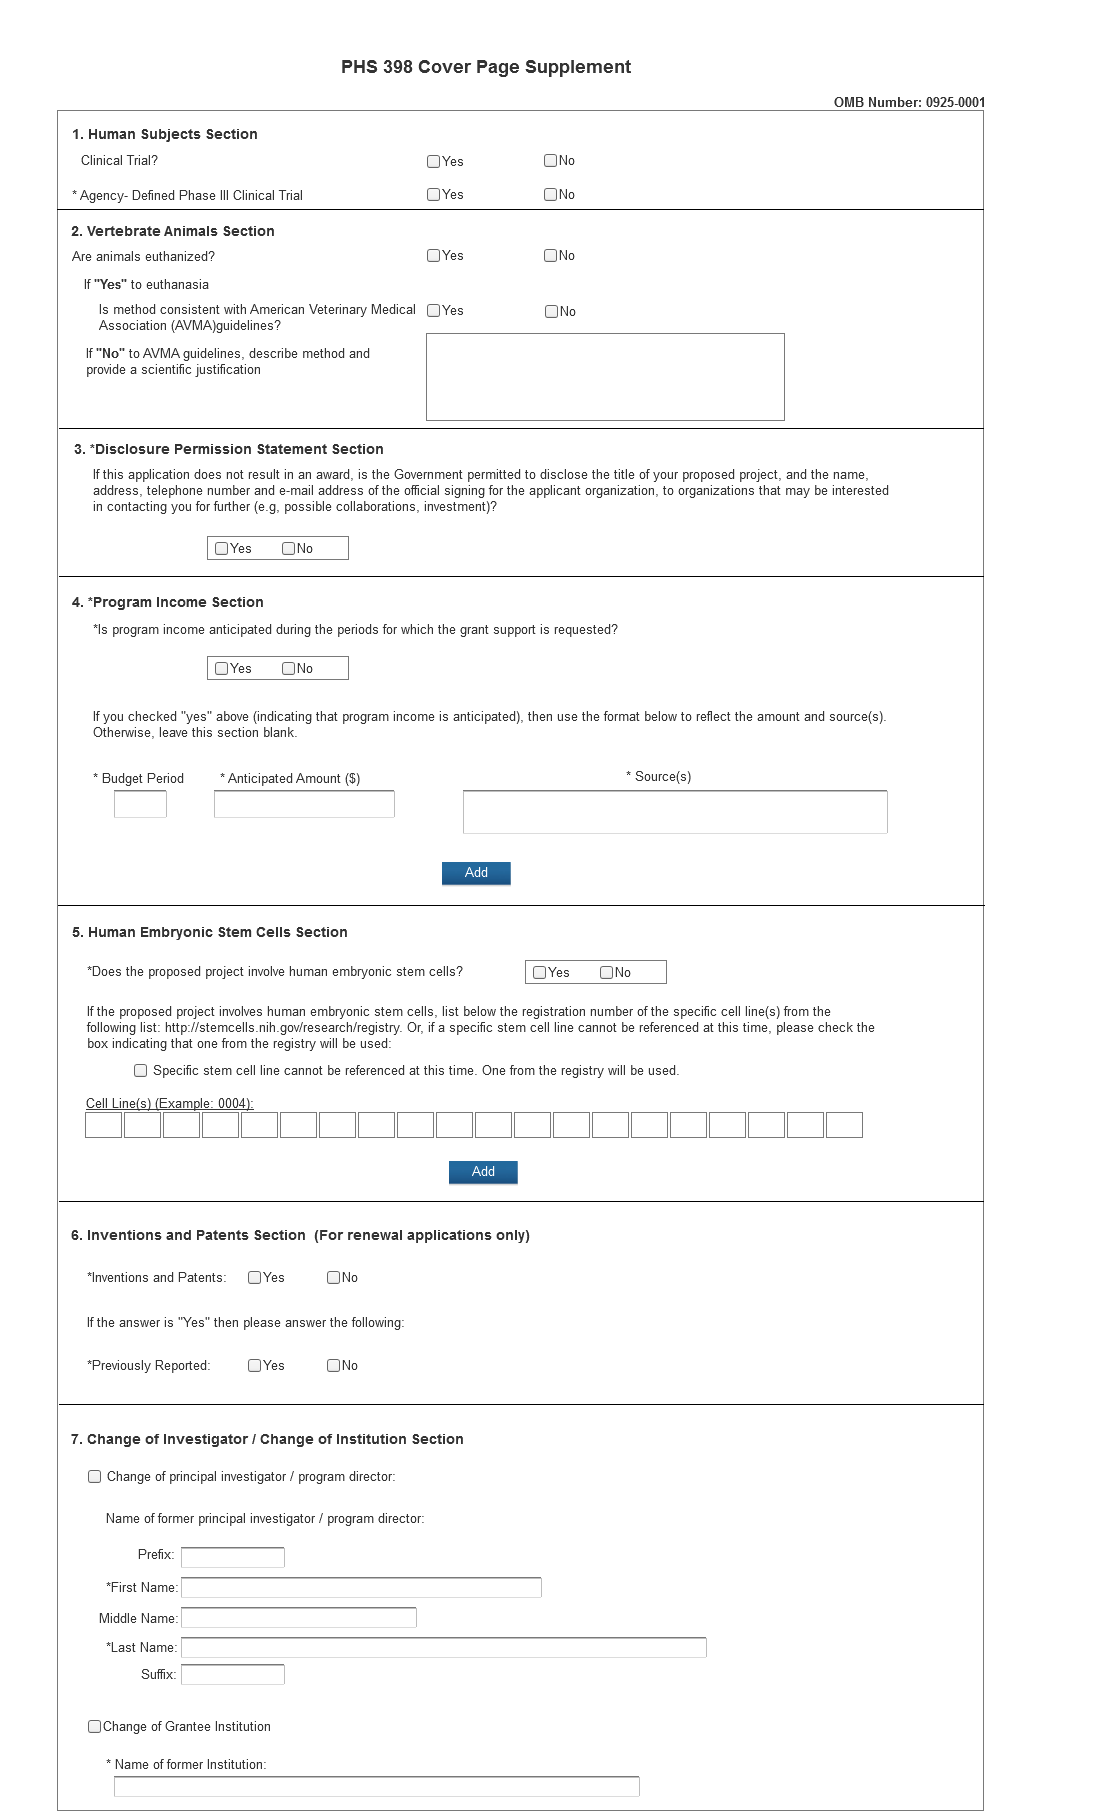 PHS 398 Cover Page Supplement
OMB Number: 0925-0001
1. Human Subjects Section
Clinical Trial? Yes No
* Agency- Defined Phase III Clinical Trial Yes No
2. Vertebrate Animals Section
Are animals euthanized? Yes No
If "Yes" to euthanasia
Is method consistent with American Veterinary Medical Yes No
Association (AVMA)guidelines?
If "No" to AVMA guidelines, describe method and
provide a scientific justification
3. *Disclosure Permission Statement Section
If this application does not result in an award, is the Government permitted to disclose the title of your proposed project, and the name,
address, telephone number and e-mail address of the official signing for the applicant organization, to organizations that may be interested
in contacting you for further (e.g, possible collaborations, investment)?
Yes No
4. *Program Income Section
*Is program income anticipated during the periods for which the grant support is requested?
Yes No
If you checked "yes" above (indicating that program income is anticipated), then use the format below to reflect the amount and source(s).
Otherwise, leave this section blank.
* Budget Period * Anticipated Amount ($) * Source(s)
Add
5. Human Embryonic Stem Cells Section
*Does the proposed project involve human embryonic stem cells? Yes No
If the proposed project involves human embryonic stem cells, list below the registration number of the specific cell line(s) from the
following list: http://stemcells.nih.gov/research/registry. Or, if a specific stem cell line cannot be referenced at this time, please check the
box indicating that one from the registry will be used:
Specific stem cell line cannot be referenced at this time. One from the registry will be used.
Cell Line(s) (Example: 0004):
Add
6. Inventions and Patents Section (For renewal applications only)
*Inventions and Patents: Yes No
If the answer is "Yes" then please answer the following:
*Previously Reported: Yes No
7. Change of Investigator / Change of Institution Section
Change of principal investigator / program director:
Name of former principal investigator / program director:
Prefix:
*First Name:
Middle Name:
*Last Name:
Suffix:
Change of Grantee Institution
* Name of former Institution: